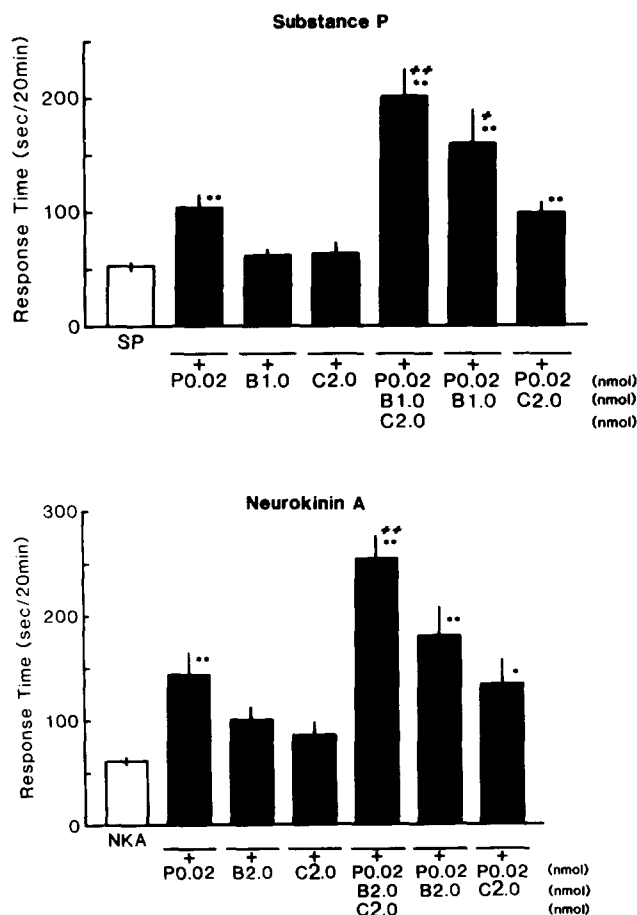 Substance P
Response Time (sec/20min)
200
100
0
≠≠
**
≠
**
**
**
SP
+ + + + + +
P0.02 B1.0 C2.0 P0.02 P0.02 P0.02 (nmol)
B1.0 B1.0 C2.0 (nmol)
C2.0 (nmol)
Neurokinin A
Response Time (sec/20min)
300
200
100
0
≠≠
**
**
**
*
NKA
+ + + + + +
P0.02 B2.0 C2.0 P0.02 P0.02 P0.02 (nmol)
B2.0 B2.0 C2.0 (nmol)
C2.0 (nmol)